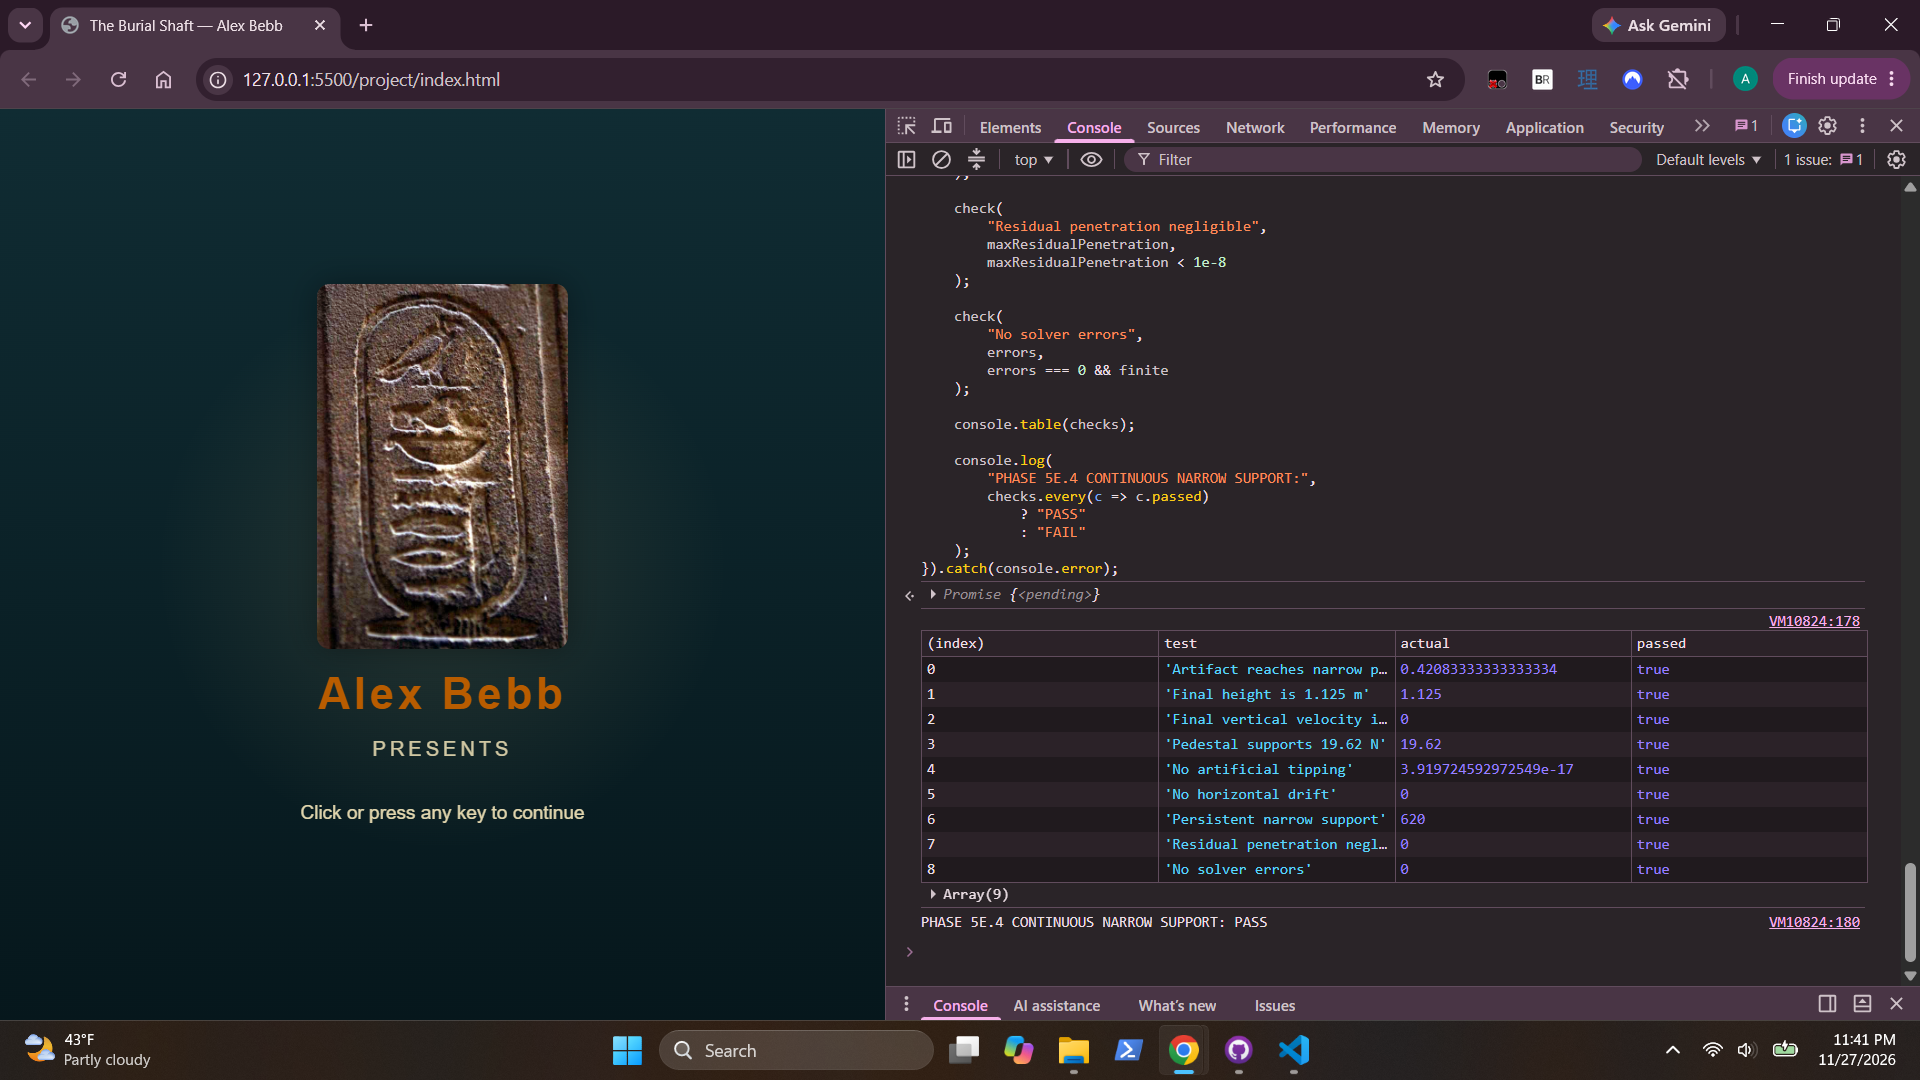 The Burial Shaft — Alex Bebb
Ask Gemini
127.0.0.1:5500/project/index.html
BR
理
A
Finish update
Elements Console Sources Network Performance Memory Application Security
1
top
Filter
Default levels
1 issue: 1
check(
"Residual penetration negligible",
maxResidualPenetration,
maxResidualPenetration < 1e-8
);
check(
"No solver errors",
errors,
errors === 0 && finite
);
console.table(checks);
console.log(
"PHASE 5E.4 CONTINUOUS NARROW SUPPORT:",
checks.every(c => c.passed)
? "PASS"
: "FAIL"
);
}).catch(console.error);
Promise {<pending>}
VM10824:178
(index) test actual passed
0 'Artifact reaches narrow p… 0.42083333333333334 true
1 'Final height is 1.125 m' 1.125 true
2 'Final vertical velocity i… 0 true
3 'Pedestal supports 19.62 N' 19.62 true
4 'No artificial tipping' 3.919724592972549e-17 true
5 'No horizontal drift' 0 true
6 'Persistent narrow support' 620 true
7 'Residual penetration negl… 0 true
8 'No solver errors' 0 true
Array(9)
PHASE 5E.4 CONTINUOUS NARROW SUPPORT: PASS
VM10824:180
Console AI assistance What's new Issues
Alex Bebb
PRESENTS
Click or press any key to continue
43°F
Partly cloudy
Search
11:41 PM
11/27/2026